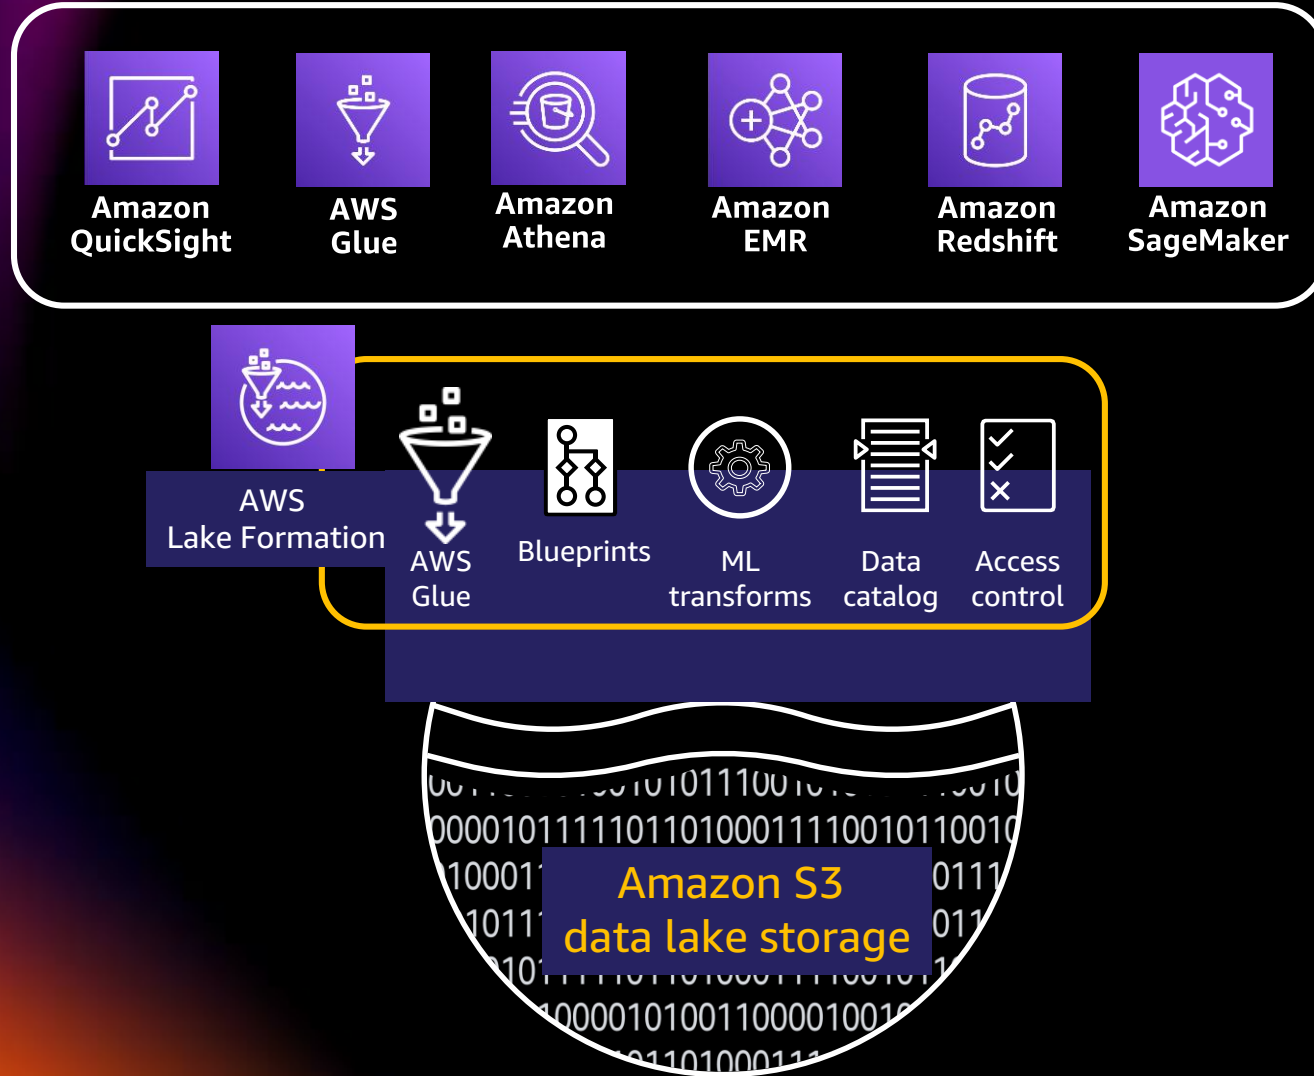 Amazon
QuickSight
AWS
Glue
Amazon
Athena
Amazon
EMR
Amazon
Redshift
Amazon
SageMaker
AWS
Lake Formation
AWS
Glue
Blueprints
ML
transforms
Data
catalog
Access
control
Amazon S3
data lake storage